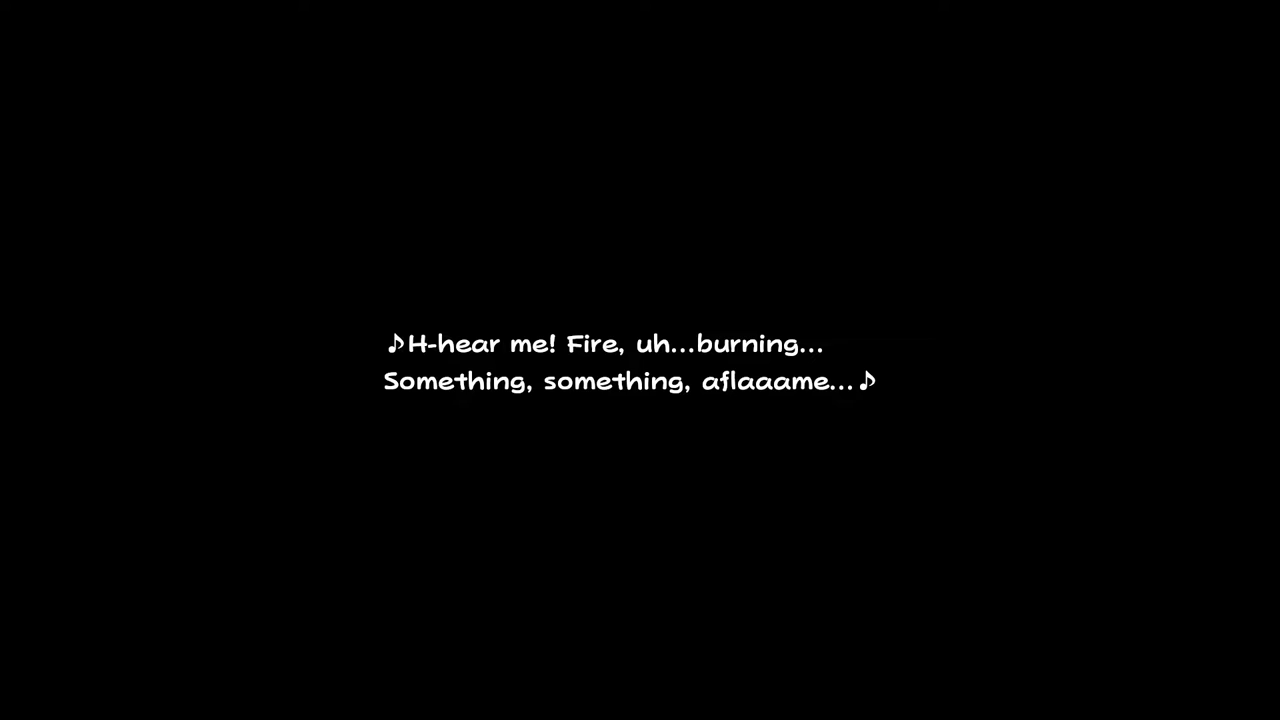 ♪H-hear me! Fire, uh...burning...
Something, something, aflaaame...♪